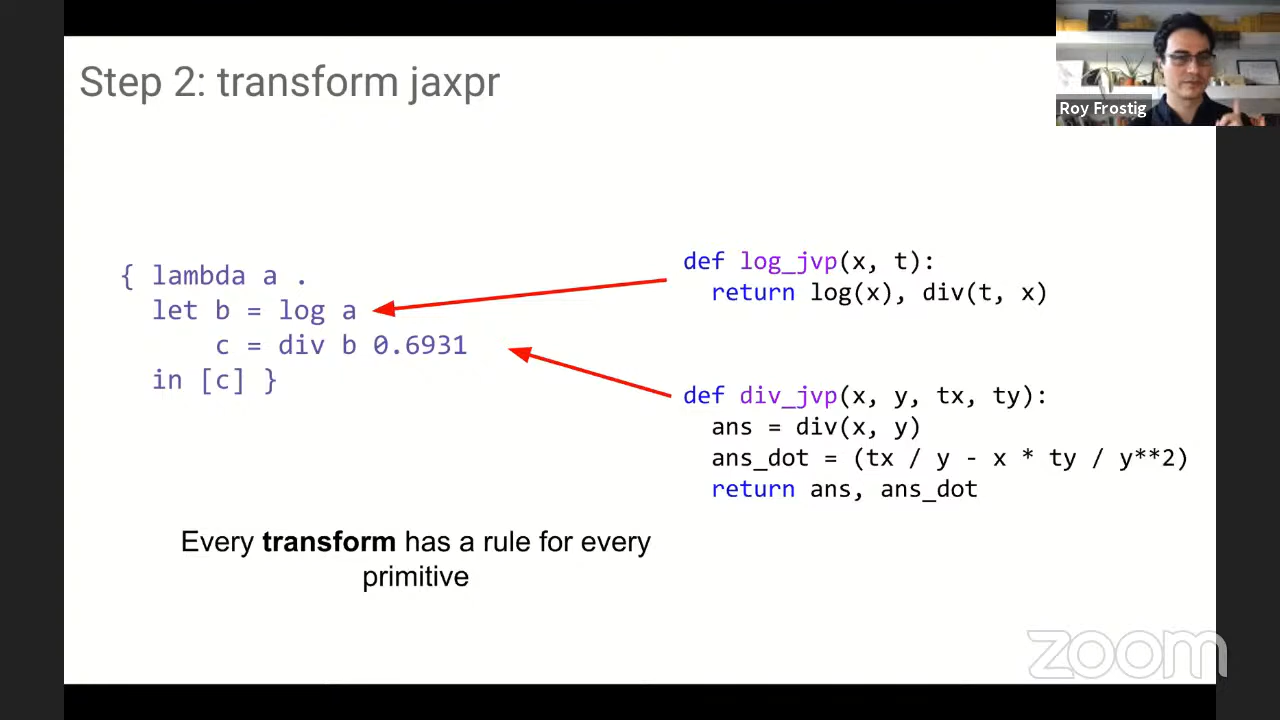 Step 2: transform jaxpr
Roy Frostig
{ lambda a .
let b = log a
c = div b 0.6931
in [c] }
def log_jvp(x, t):
return log(x), div(t, x)
def div_jvp(x, y, tx, ty):
ans = div(x, y)
ans_dot = (tx / y - x * ty / y**2)
return ans, ans_dot
Every transform has a rule for every
primitive
zoom